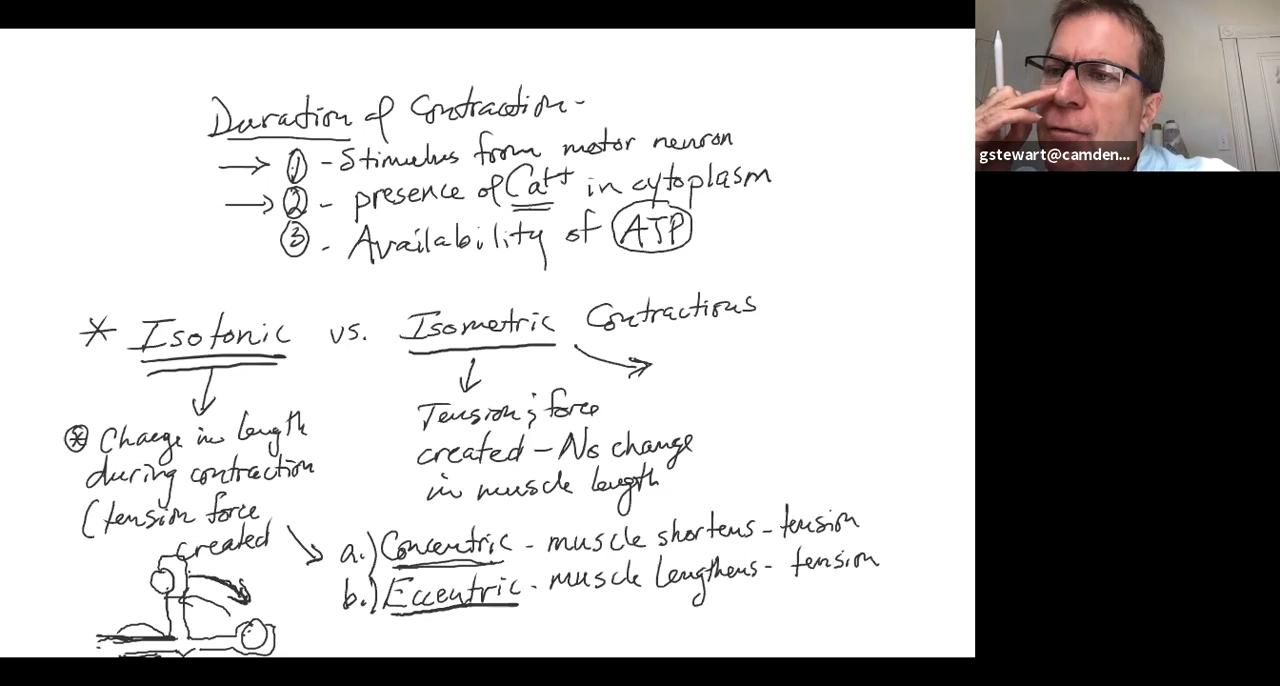 Duration of Contraction-
① - Stimulus from motor neuron
② - presence of Ca++ in cytoplasm
③ - Availability of ATP
* Isotonic vs. Isometric Contractions
Change in length
during contraction
(tension force
created
Tension; force
created - No change
in muscle length
a.) Concentric - muscle shortens - tension
b.) Eccentric - muscle lengthens - tension
gstewart@camden...